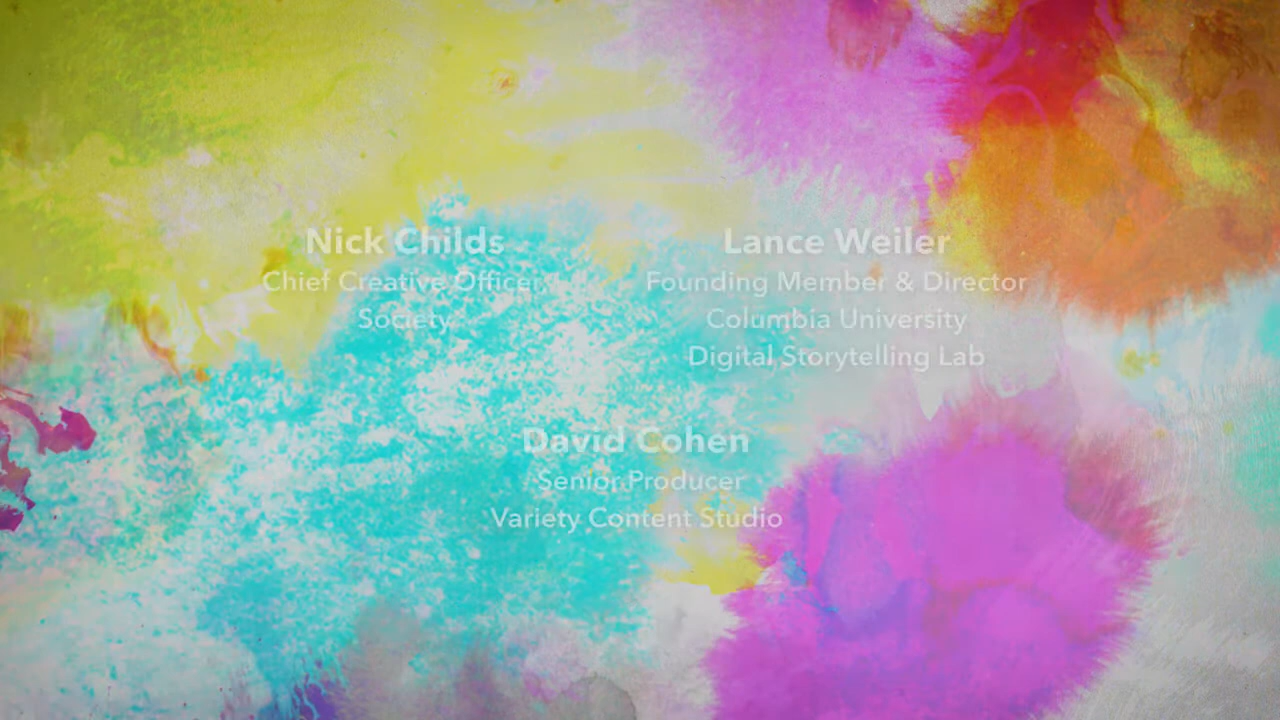 Nick Childs
Chief Creative Officer
Society
Lance Weiler
Founding Member & Director
Columbia University
Digital Storytelling Lab
David Cohen
Senior Producer
Variety Content Studio